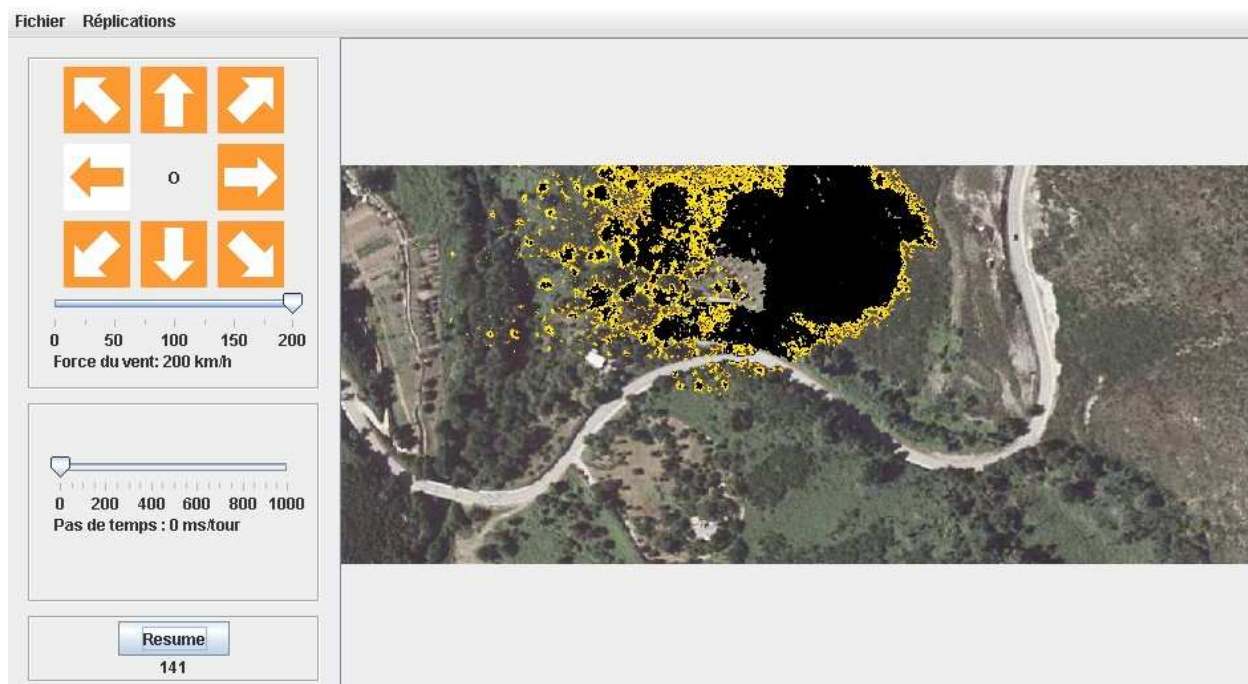 Fichier Réplications
O
0 50 100 150 200
Force du vent: 200 km/h
0 200 400 600 800 1000
Pas de temps : 0 ms/tour
Resume
141